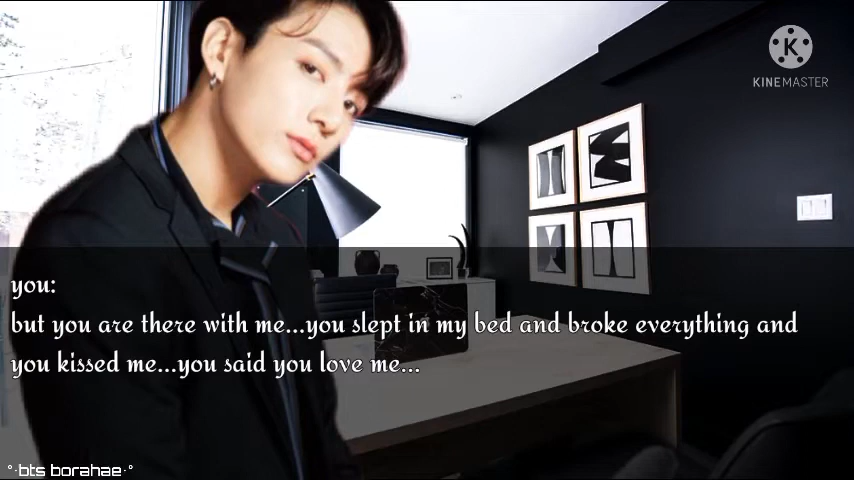 KINEMASTER
you:
but you are there with me...you slept in my bed and broke everything and
you kissed me...you said you love me...
°·bts borahae·°